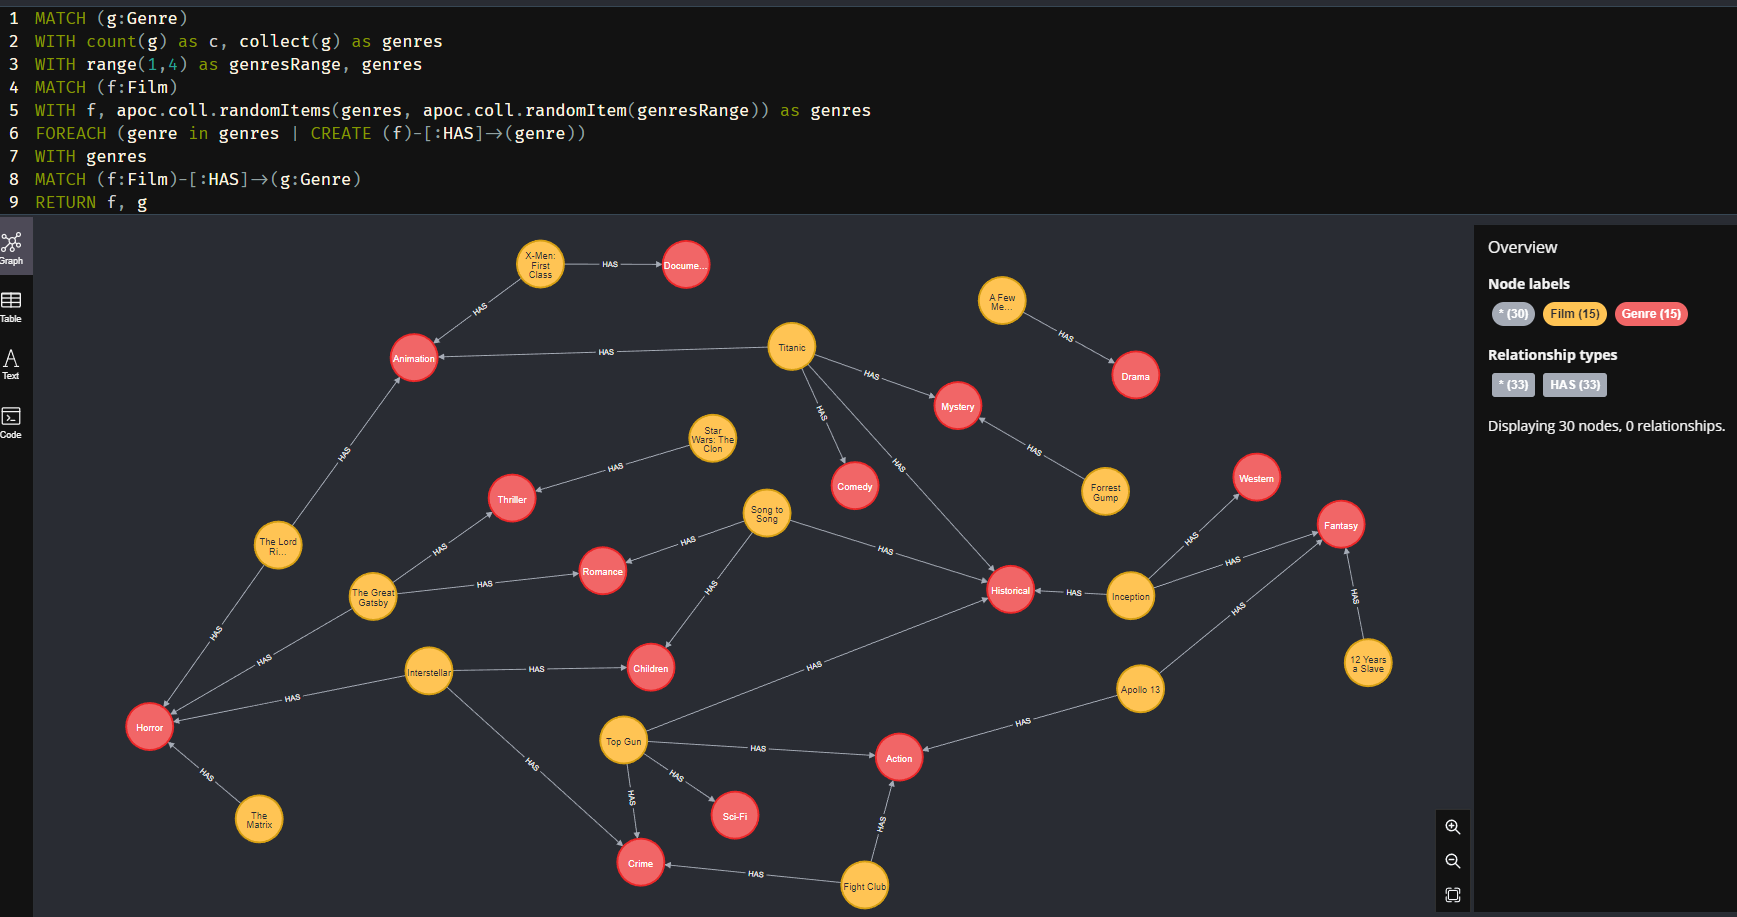 1 MATCH (g:Genre)
2 WITH count(g) as c, collect(g) as genres
3 WITH range(1,4) as genresRange, genres
4 MATCH (f:Film)
5 WITH f, apoc.coll.randomItems(genres, apoc.coll.randomItem(genresRange)) as genres
6 FOREACH (genre in genres | CREATE (f)-[:HAS]→(genre))
7 WITH genres
8 MATCH (f:Film)-[:HAS]→(g:Genre)
9 RETURN f, g
Graph
Table
Text
Code
X-Men:
First
Class
HAS
Docume...
HAS
Animation
HAS
Titanic
A Few
Me...
HAS
Drama
HAS
Mystery
HAS
HAS
HAS
Star
Wars: The
Clon
HAS
Thriller
Comedy
HAS
Forrest
Gump
Western
Song to
Song
Fantasy
HAS
The Lord
Ri...
HAS
HAS
HAS
HAS
HAS
Romance
HAS
The Great
Gatsby
HAS
Historical
HAS
Inception
HAS
HAS
HAS
HAS
Interstellar
HAS
Children
HAS
12 Years
a Slave
Apollo 13
HAS
Horror
HAS
Top Gun
HAS
Action
HAS
HAS
HAS
HAS
The
Matrix
Sci-Fi
HAS
Crime
HAS
Fight Club
Overview
Node labels
* (30) Film (15) Genre (15)
Relationship types
* (33) HAS (33)
Displaying 30 nodes, 0 relationships.